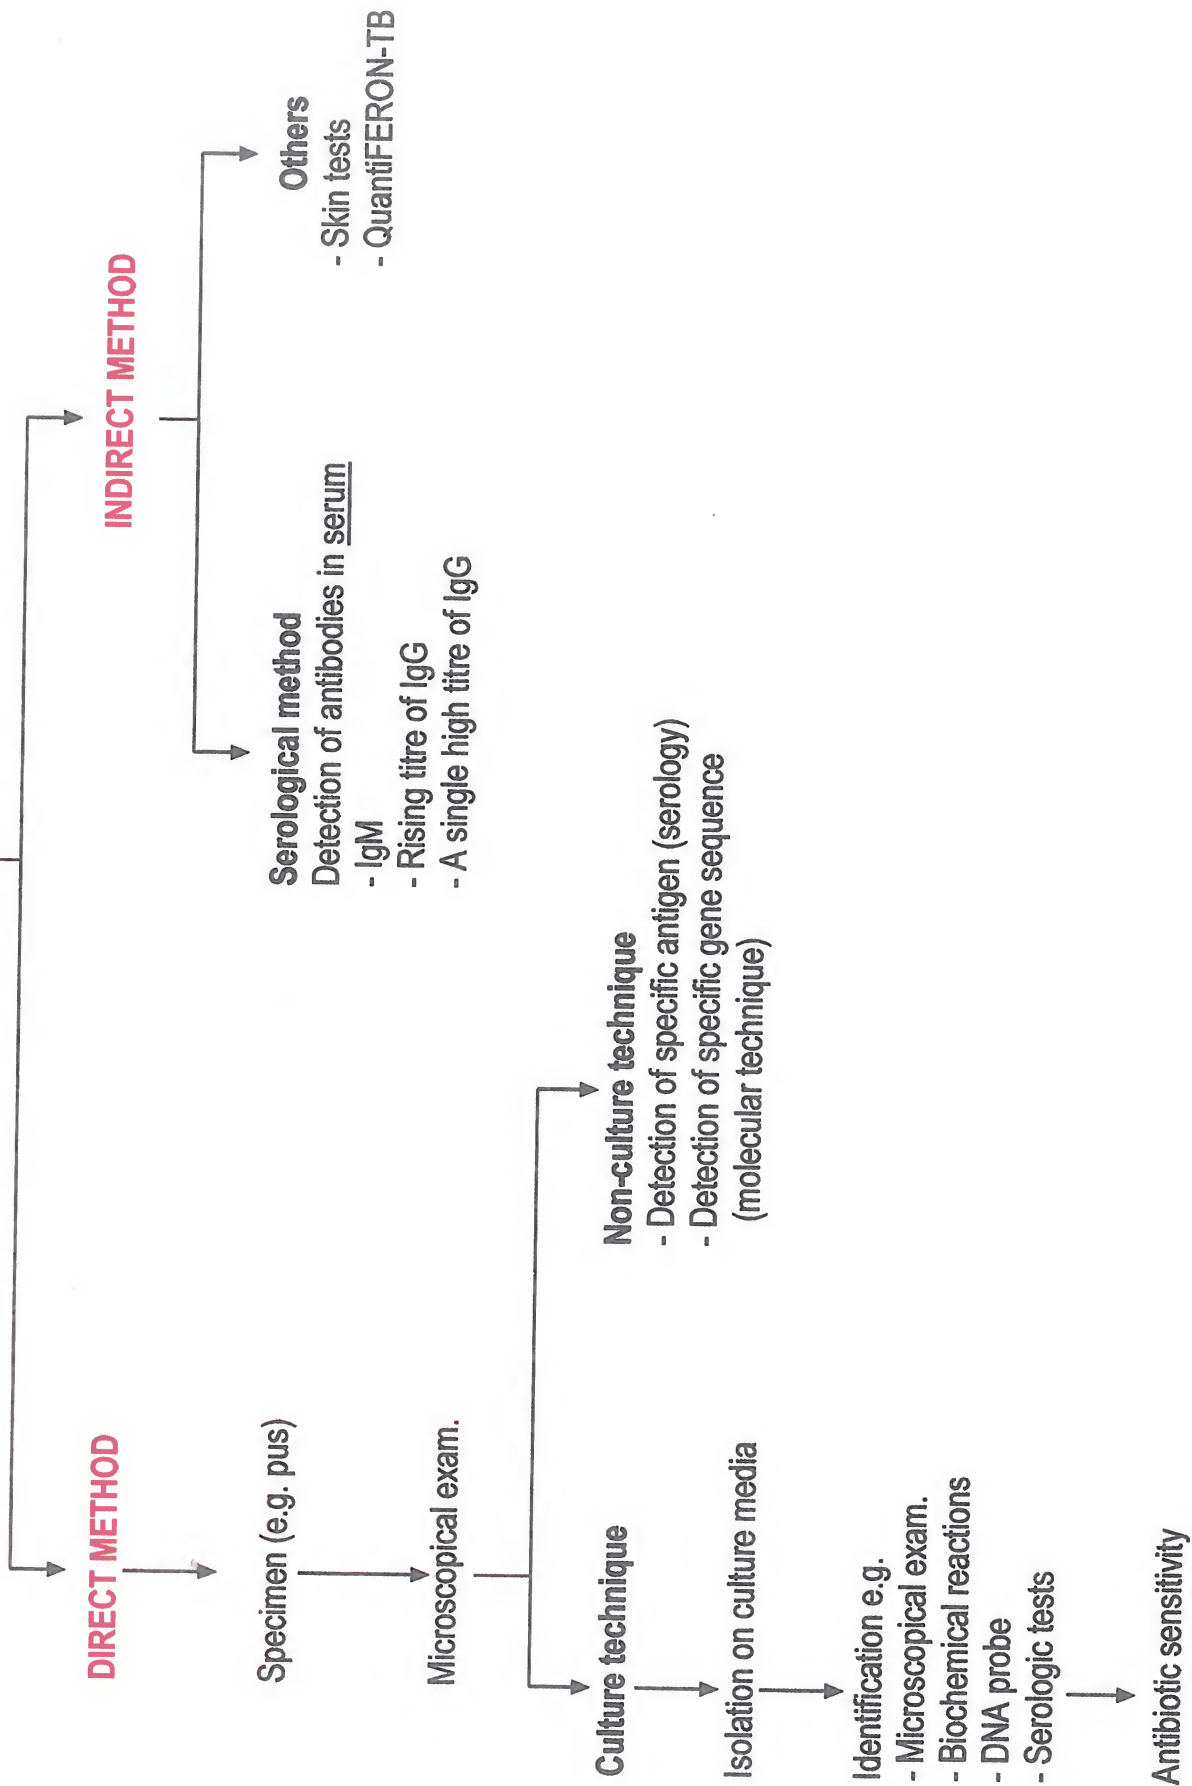 DIRECT METHOD
Specimen (e.g. pus)
Microscopical exam.
Culture technique
Isolation on culture media
Identification e.g.
- Microscopical exam.
- Biochemical reactions
- DNA probe
- Serologic tests
Antibiotic sensitivity
Non-culture technique
- Detection of specific antigen (serology)
- Detection of specific gene sequence
(molecular technique)
INDIRECT METHOD
Serological method
Detection of antibodies in serum
- IgM
- Rising titre of IgG
- A single high titre of IgG
Others
- Skin tests
- QuantiFERON-TB